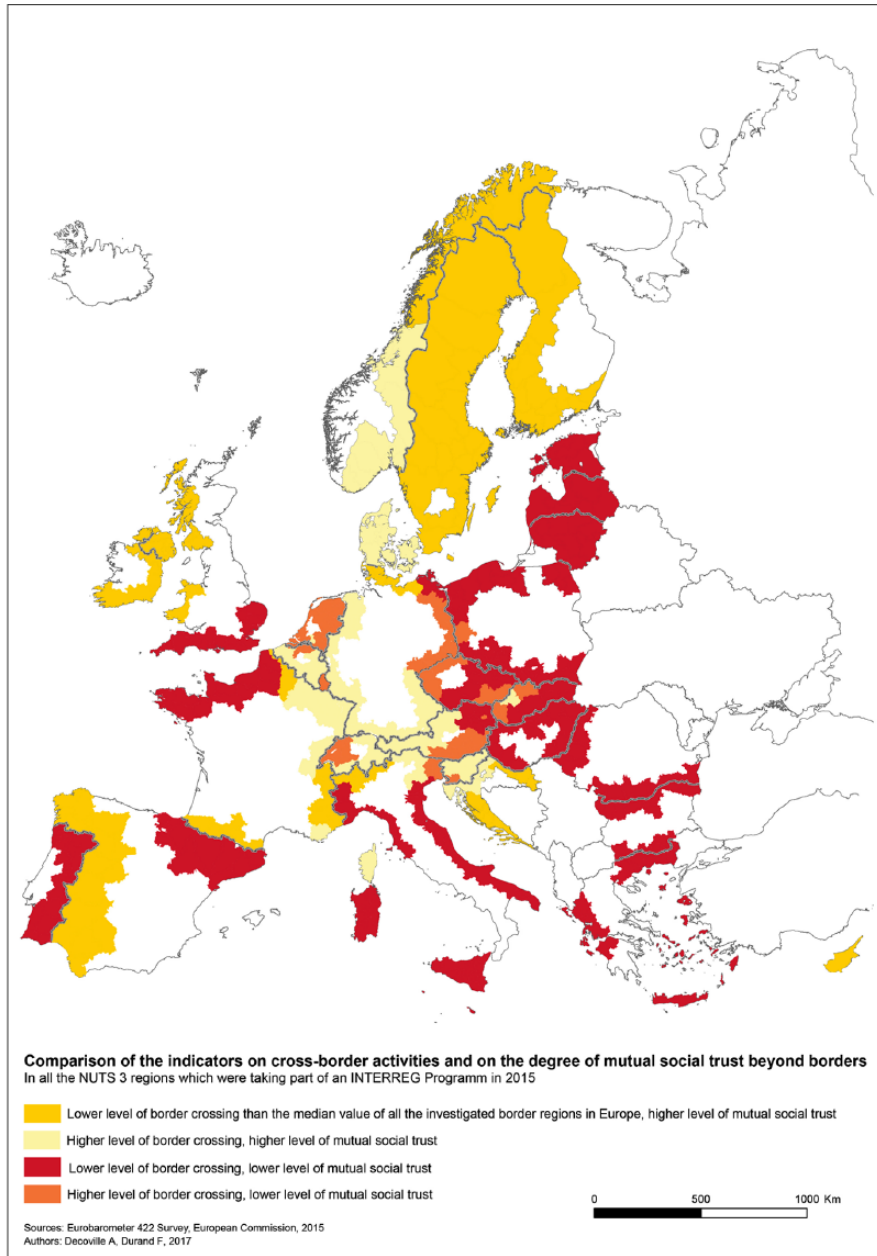 Comparison of the indicators on cross-border activities and on the degree of mutual social trust beyond borders
In all the NUTS 3 regions which were taking part of an INTERREG Programm in 2015
Lower level of border crossing than the median value of all the investigated border regions in Europe, higher level of mutual social trust
Higher level of border crossing, higher level of mutual social trust
Lower level of border crossing, lower level of mutual social trust
Higher level of border crossing, lower level of mutual social trust
0 500 1000 Km
Sources: Eurobarometer 422 Survey, European Commission, 2015
Authors: Decoville A, Durand F, 2017